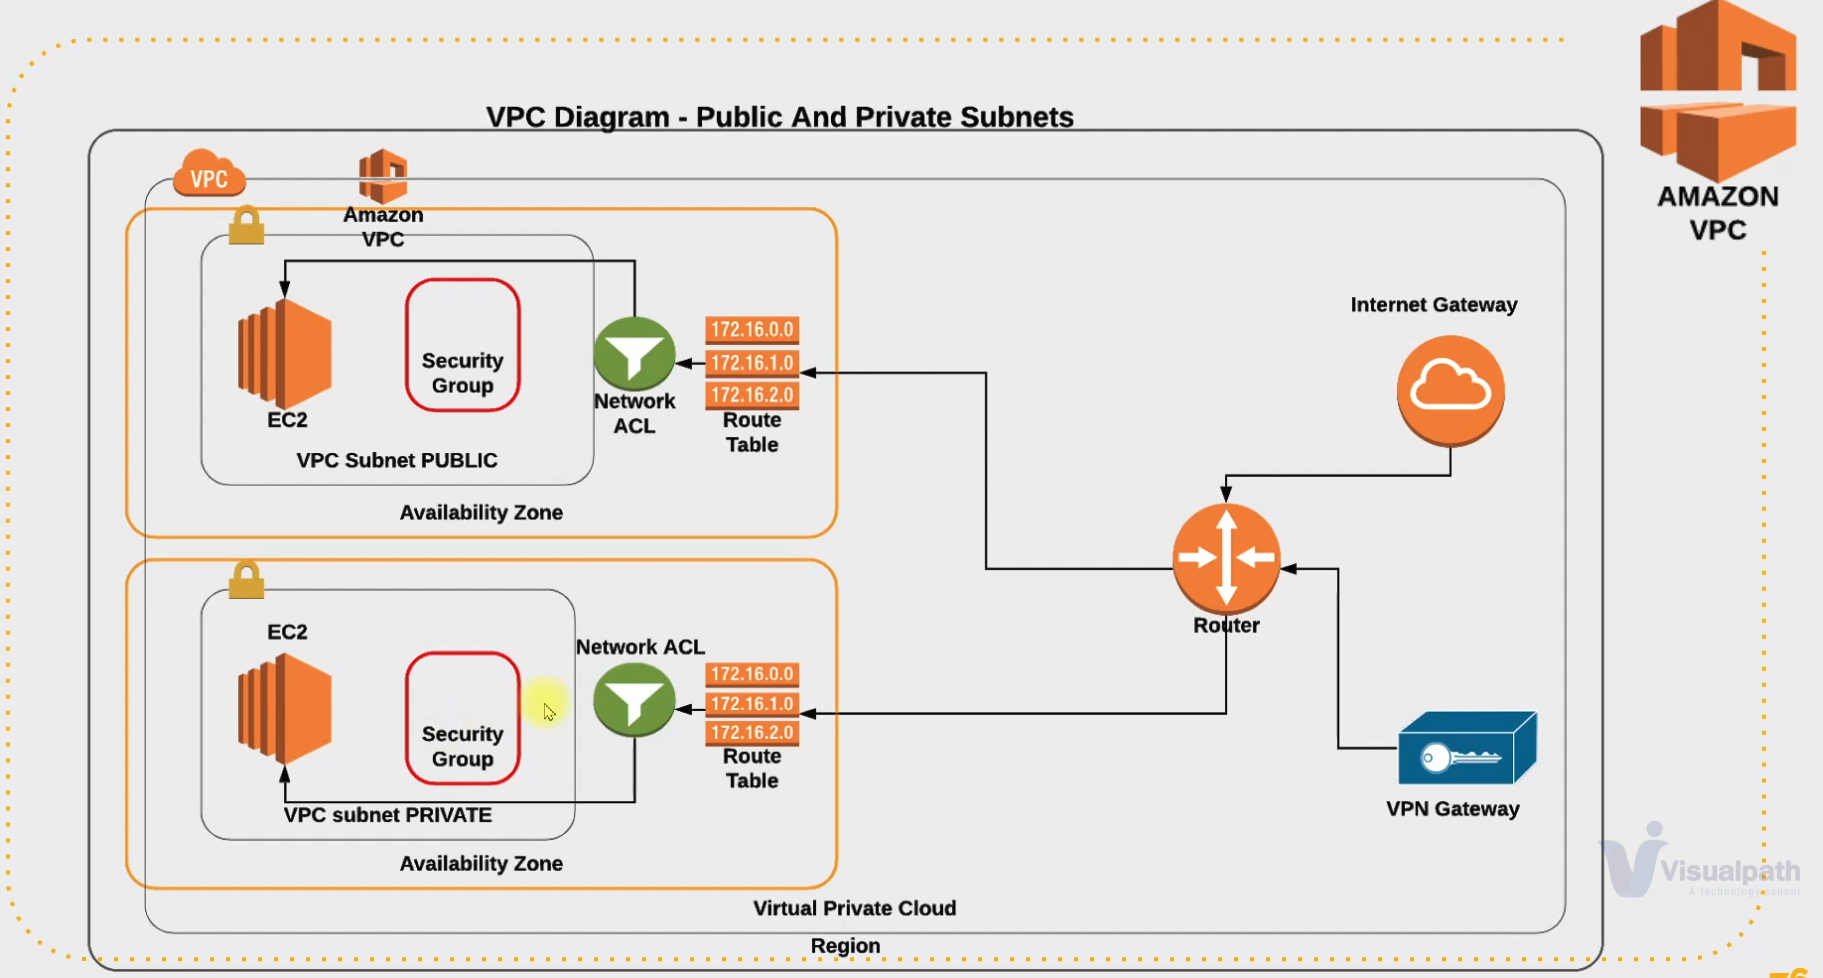 VPC Diagram - Public And Private Subnets
AMAZON
VPC
VPC
Amazon
VPC
EC2
Security
Group
VPC Subnet PUBLIC
Availability Zone
Network
ACL
172.16.0.0
172.16.1.0
172.16.2.0
Route
Table
Internet Gateway
Router
EC2
Security
Group
VPC subnet PRIVATE
Availability Zone
Network ACL
172.16.0.0
172.16.1.0
172.16.2.0
Route
Table
VPN Gateway
Virtual Private Cloud
Region
Visualpath
A technology school